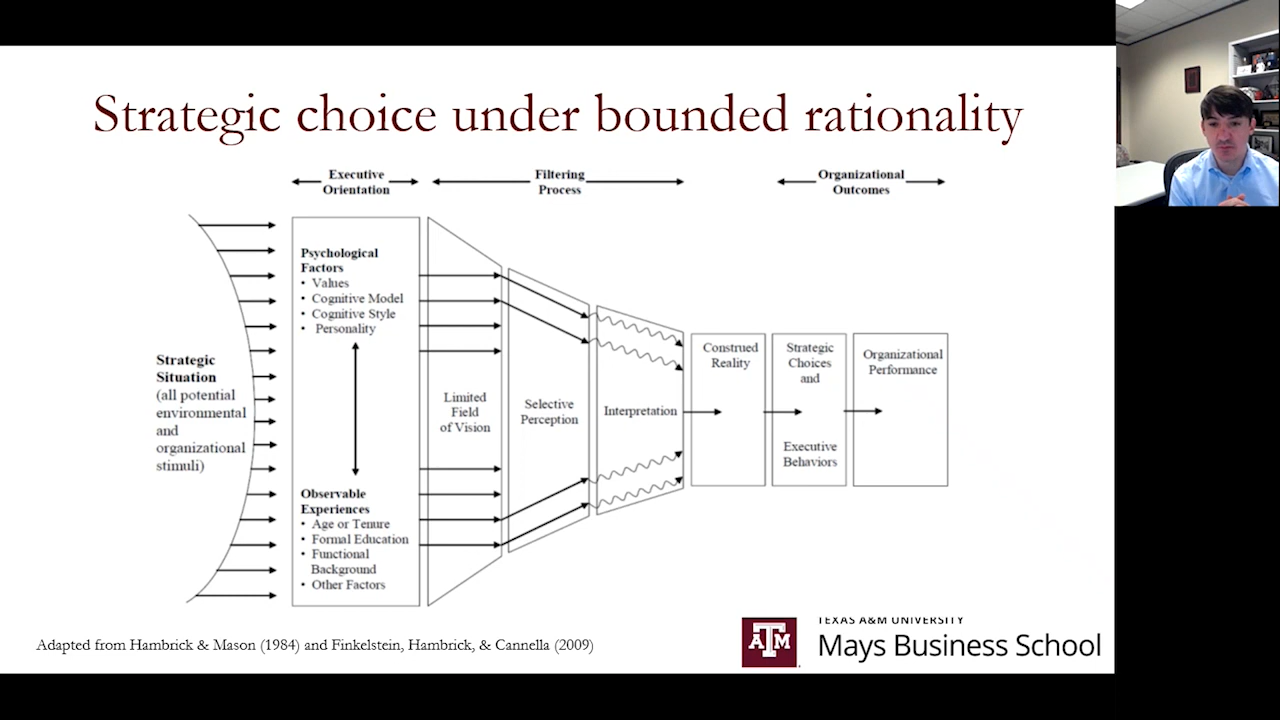 Strategic choice under bounded rationality
Executive
Orientation
Filtering
Process
Organizational
Outcomes
Strategic
Situation
(all potential
environmental
and
organizational
stimuli)
Psychological
Factors
• Values
• Cognitive Model
• Cognitive Style
• Personality
Observable
Experiences
• Age or Tenure
• Formal Education
• Functional
Background
• Other Factors
Limited
Field
of Vision
Selective
Perception
Interpretation
Construed
Reality
Strategic
Choices
and
Executive
Behaviors
Organizational
Performance
Adapted from Hambrick & Mason (1984) and Finkelstein, Hambrick, & Cannella (2009)
ATM
TEXAS A&M UNIVERSITY
Mays Business School